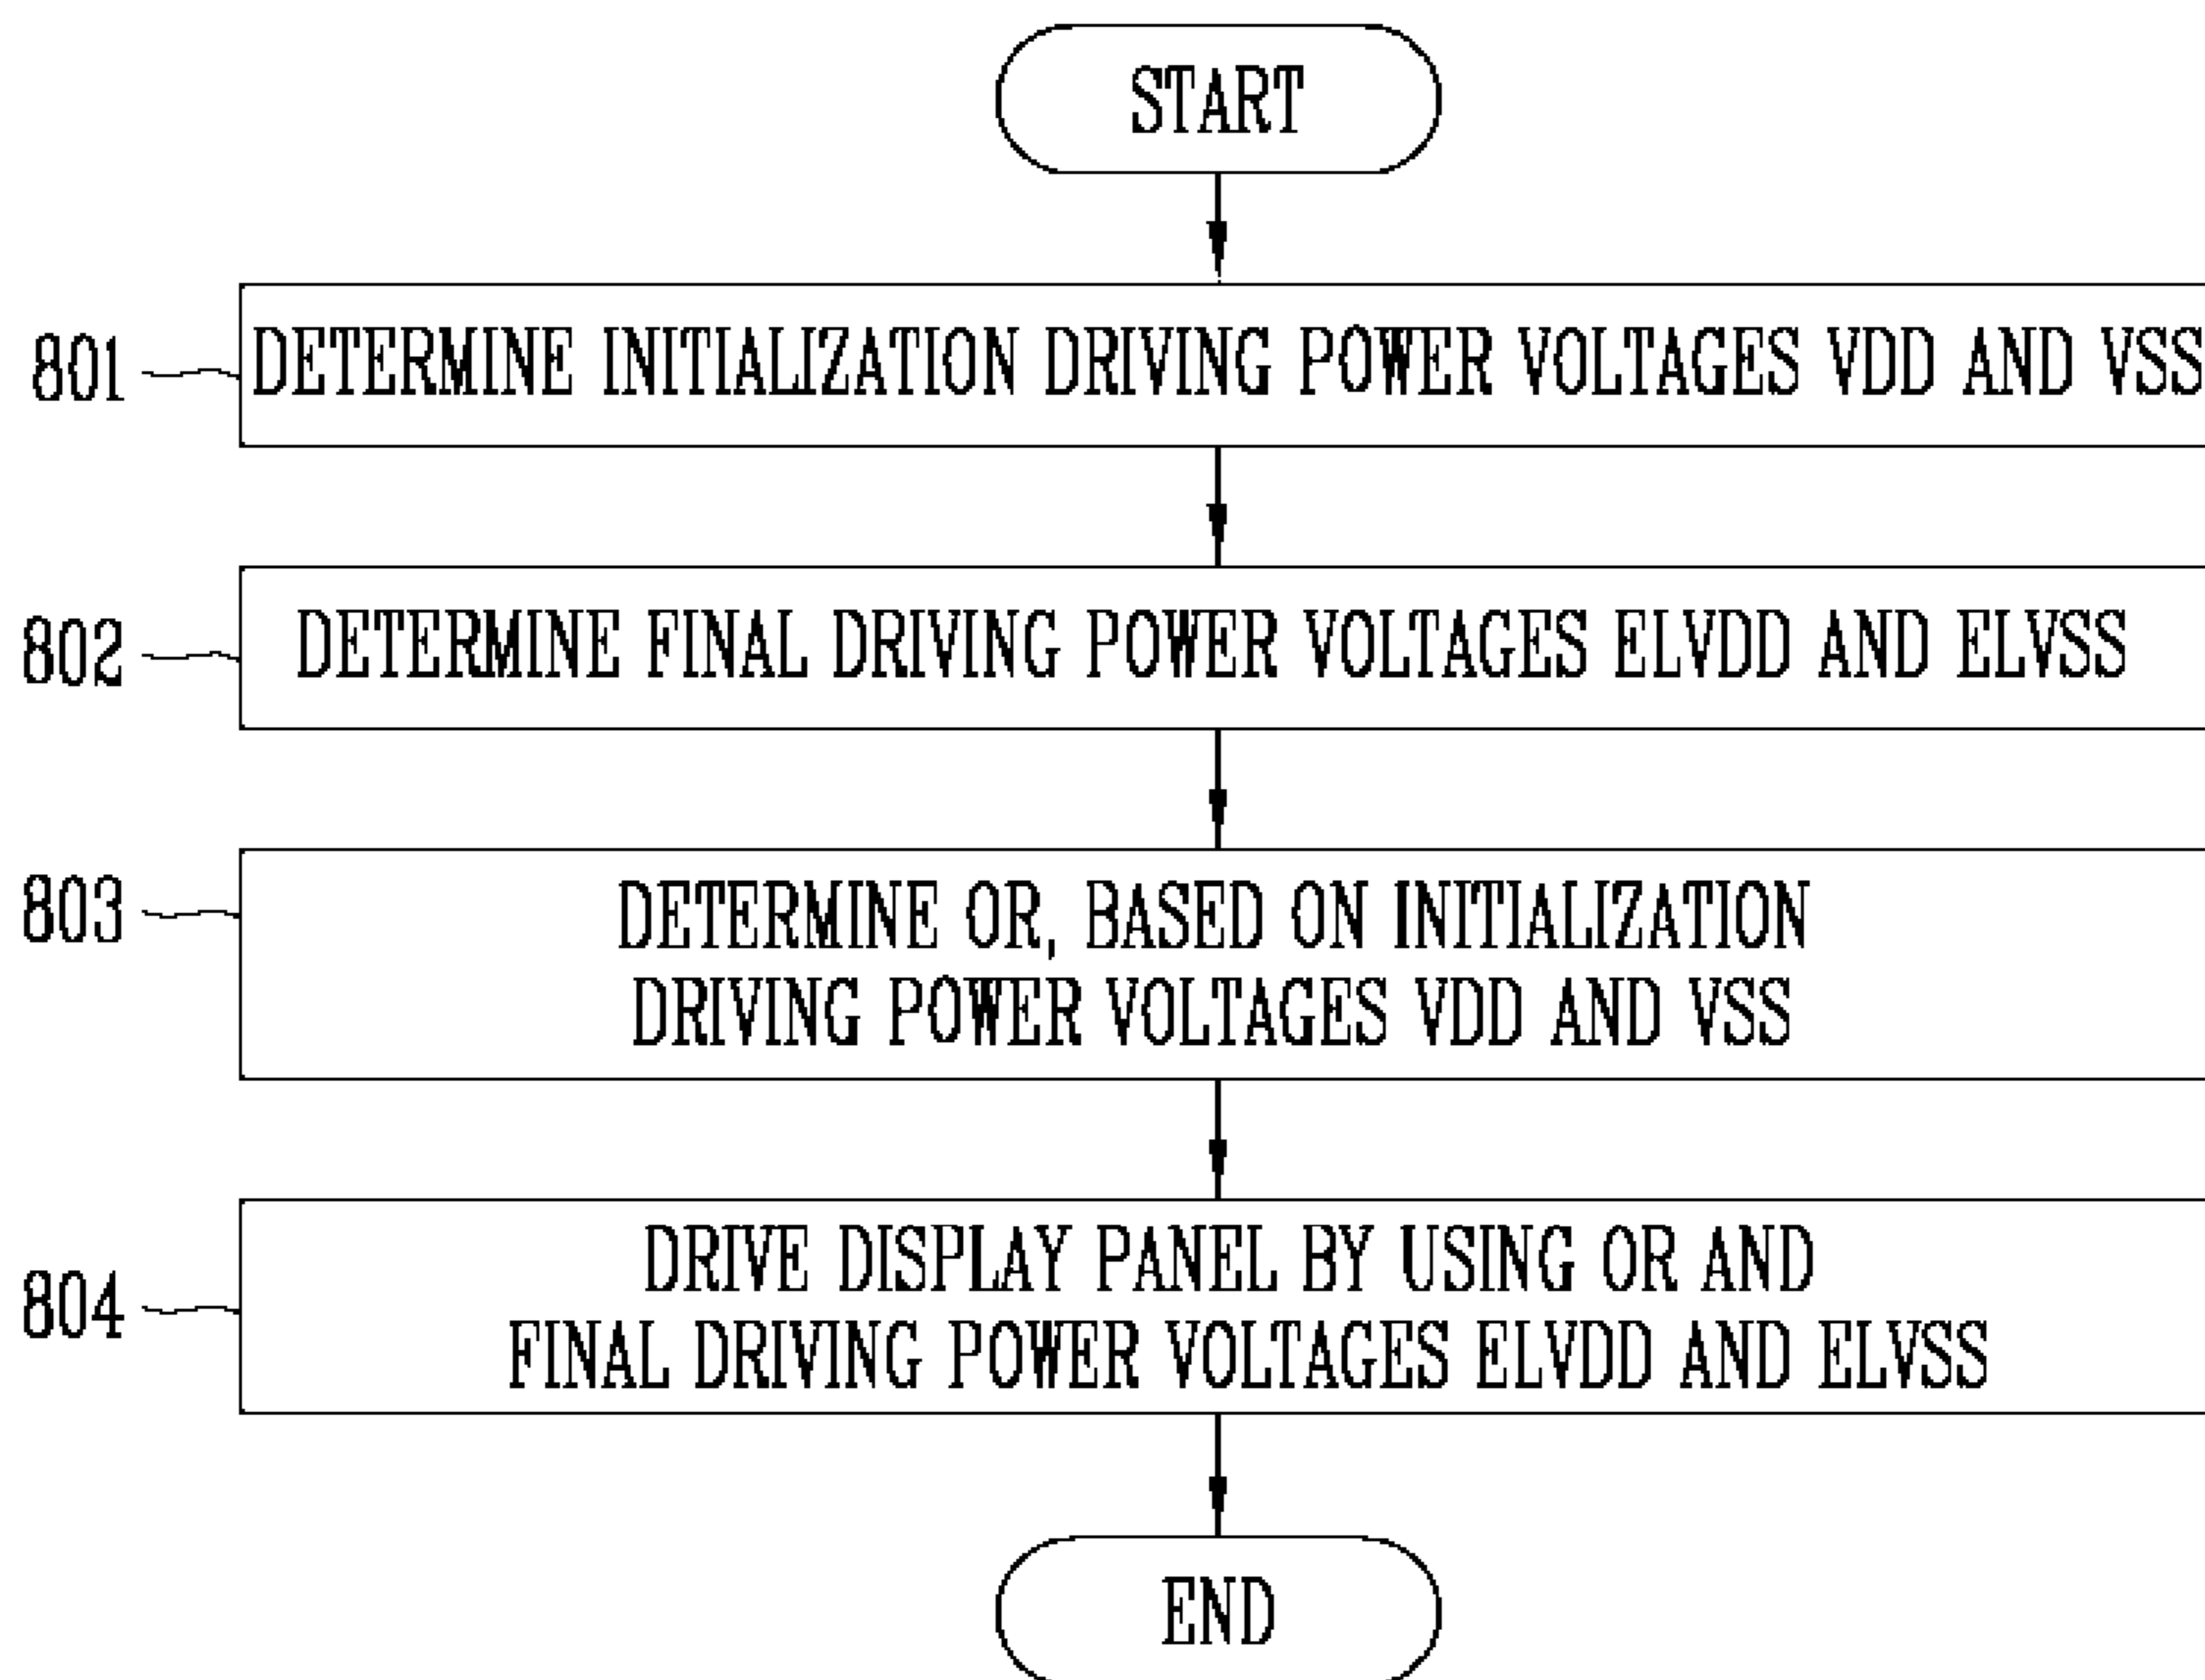 START
801
DETERMINE INITIALIZATION DRIVING POWER VOLTAGES VDD AND VSS
802
DETERMINE FINAL DRIVING POWER VOLTAGES ELVDD AND ELVSS
803
DETERMINE OR, BASED ON INITIALIZATION
DRIVING POWER VOLTAGES VDD AND VSS
804
DRIVE DISPLAY PANEL BY USING OR AND
FINAL DRIVING POWER VOLTAGES ELVDD AND ELVSS
END